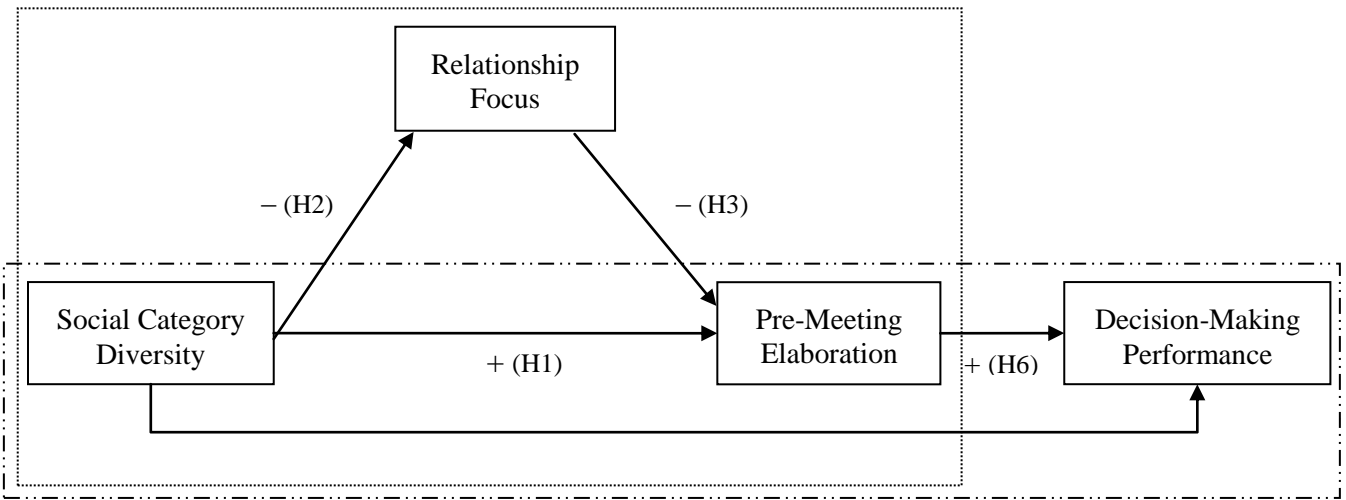 Relationship
Focus
– (H2)
– (H3)
Social Category
Diversity
+ (H1)
Pre-Meeting
Elaboration
+ (H6)
Decision-Making
Performance